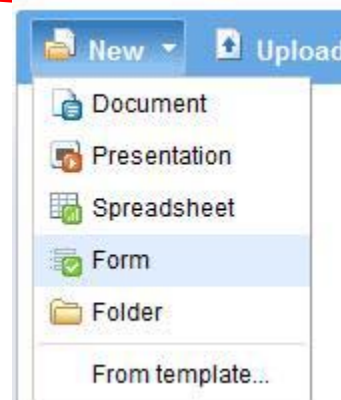 New Upload
Document
Presentation
Spreadsheet
Form
Folder
From template...